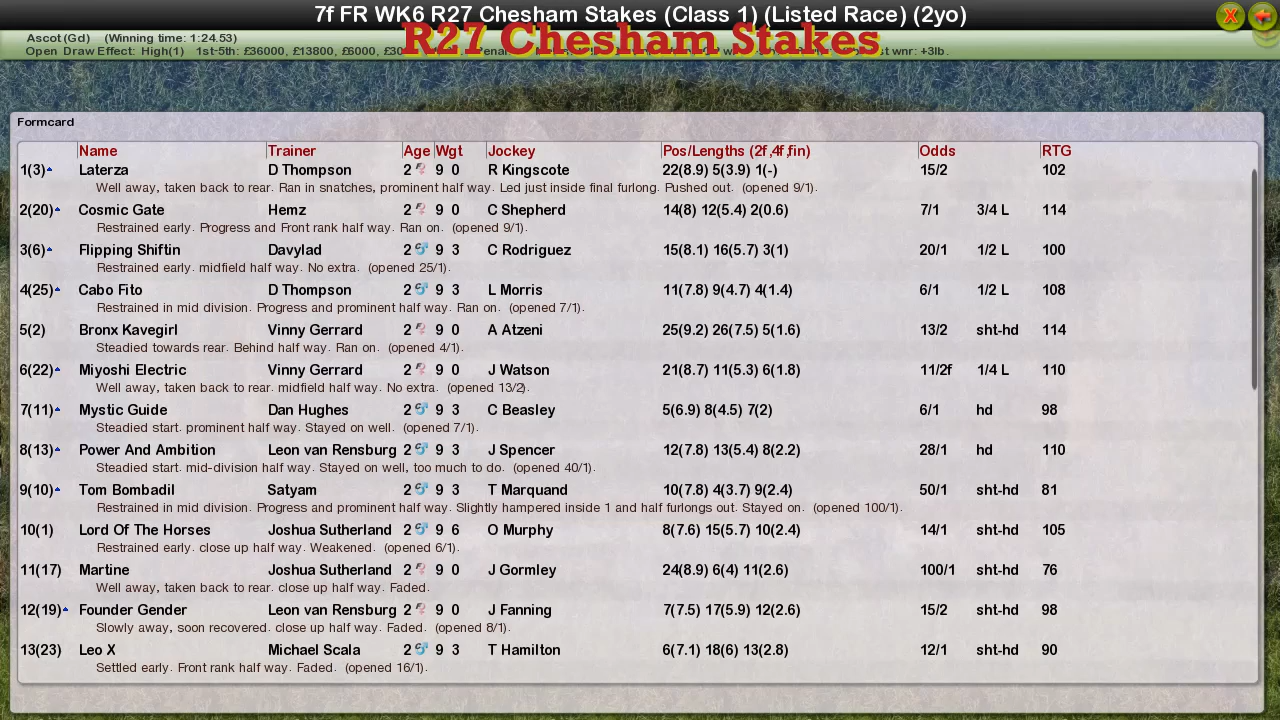 7f FR WK6 R27 Chesham Stakes (Class 1) (Listed Race) (2yo)
R27 Chesham Stakes
Ascot(Gd) (Winning time: 1:24.53)
Open Draw Effect: High(1) 1st-5th: £36000, £13800, £6000,
Formcard
Name Trainer Age Wgt Jockey Pos/Lengths (2f,4f,fin) Odds RTG
1(3) Laterza D Thompson 2 9 0 R Kingscote 22(8.9) 5(3.9) 1(-) 15/2 102
Well away, taken back to rear. Ran in snatches, prominent half way. Led just inside final furlong. Pushed out. (opened 9/1).
2(20) Cosmic Gate Hemz 2 9 0 C Shepherd 14(8) 12(5.4) 2(0.6) 7/1 3/4 L 114
Restrained early. Progress and Front rank half way. Ran on. (opened 9/1).
3(6) Flipping Shiftin Davylad 2 9 3 C Rodriguez 15(8.1) 16(5.7) 3(1) 20/1 1/2 L 100
Restrained early. midfield half way. No extra. (opened 25/1).
4(25) Cabo Fito D Thompson 2 9 3 L Morris 11(7.8) 9(4.7) 4(1.4) 6/1 1/2 L 108
Restrained in mid division. Progress and prominent half way. Ran on. (opened 7/1).
5(2) Bronx Kavegirl Vinny Gerrard 2 9 0 A Atzeni 25(9.2) 26(7.5) 5(1.6) 13/2 sht-hd 114
Steadied towards rear. Behind half way. Ran on. (opened 4/1).
6(22) Miyoshi Electric Vinny Gerrard 2 9 0 J Watson 21(8.7) 11(5.3) 6(1.8) 11/2f 1/4 L 110
Well away, taken back to rear. midfield half way. No extra. (opened 13/2).
7(11) Mystic Guide Dan Hughes 2 9 3 C Beasley 5(6.9) 8(4.5) 7(2) 6/1 hd 98
Steadied start. prominent half way. Stayed on well. (opened 7/1).
8(13) Power And Ambition Leon van Rensburg 2 9 3 J Spencer 12(7.8) 13(5.4) 8(2.2) 28/1 hd 110
Steadied start. mid-division half way. Stayed on well, too much to do. (opened 40/1).
9(10) Tom Bombadil Satyam 2 9 3 T Marquand 10(7.8) 4(3.7) 9(2.4) 50/1 sht-hd 81
Restrained in mid division. Progress and prominent half way. Slightly hampered inside 1 and half furlongs out. Stayed on. (opened 100/1).
10(1) Lord Of The Horses Joshua Sutherland 2 9 6 O Murphy 8(7.6) 15(5.7) 10(2.4) 14/1 sht-hd 105
Restrained early. close up half way. Weakened. (opened 6/1).
11(17) Martine Joshua Sutherland 2 9 0 J Gormley 24(8.9) 6(4) 11(2.6) 100/1 sht-hd 76
Well away, taken back to rear. close up half way. Faded.
12(19) Founder Gender Leon van Rensburg 2 9 0 J Fanning 7(7.5) 17(5.9) 12(2.6) 15/2 sht-hd 98
Slowly away, soon recovered. close up half way. Faded. (opened 8/1).
13(23) Leo X Michael Scala 2 9 3 T Hamilton 6(7.1) 18(6) 13(2.8) 12/1 sht-hd 90
Settled early. Front rank half way. Faded. (opened 16/1).